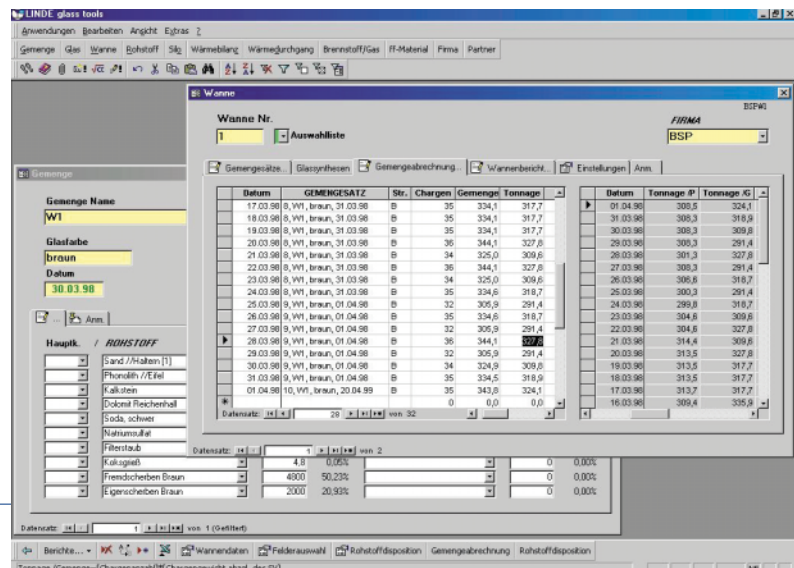 LINDE glass tools
Anwendungen Bearbeiten Ansicht Extras ?
Gemenge Glas Wanne Rohstoff Silo Wärmebilanz Wärmedurchgang Brennstoff/Gas ff-Material Firma Partner
Wanne
BSPW1
Wanne Nr.
FIRMA
1 Auswahlliste
BSP
Gemengesätze... Glassynthesen Gemengeabrechnung... Wannenbericht... Einstellungen Anm.
Datum GEMENGESATZ Str. Chargen Gemenge Tonnage
17.03.98 8, W1, braun, 31.03.98 B 35 334,1 317,7
18.03.98 8, W1, braun, 31.03.98 B 35 334,1 317,7
19.03.98 8, W1, braun, 31.03.98 B 35 334,1 317,7
20.03.98 8, W1, braun, 31.03.98 B 36 344,1 327,8
21.03.98 8, W1, braun, 31.03.98 B 34 325,0 309,6
22.03.98 8, W1, braun, 31.03.98 B 36 344,1 327,8
23.03.98 8, W1, braun, 31.03.98 B 34 325,0 309,6
24.03.98 8, W1, braun, 31.03.98 B 35 334,6 318,7
25.03.98 9, W1, braun, 01.04.98 B 32 305,9 291,4
26.03.98 9, W1, braun, 01.04.98 B 35 334,6 318,7
27.03.98 9, W1, braun, 01.04.98 B 32 305,9 291,4
28.03.98 9, W1, braun, 01.04.98 B 36 344,1 327,8
29.03.98 9, W1, braun, 01.04.98 B 32 305,9 291,4
30.03.98 9, W1, braun, 01.04.98 B 34 324,9 309,8
31.03.98 9, W1, braun, 01.04.98 B 35 334,5 318,9
01.04.98 10, W1, braun, 20.04.99 B 35 343,8 324,1
0 0,0 0,0
Datensatz: 28 von 32
Datum Tonnage /P Tonnage /G
01.04.98 308,5 324,1
31.03.98 308,3 318,9
30.03.98 308,3 309,8
29.03.98 308,3 291,4
28.03.98 301,3 327,8
27.03.98 308,3 291,4
26.03.98 306,6 318,7
25.03.98 300,3 291,4
24.03.98 299,8 318,7
23.03.98 304,6 309,6
22.03.98 304,6 327,8
21.03.98 314,4 309,6
20.03.98 313,5 327,8
19.03.98 313,5 317,7
18.03.98 313,5 317,7
17.03.98 313,7 317,7
16.03.98 309,4 335,9
Datensatz: 1 von 2
Gemenge
Gemenge Name
W1
Glasfarbe
braun
Datum
30.03.98
... Anm.
Hauptk. / ROHSTOFF
Sand //Haltern [1]
Phonolith //Eifel
Kalkstein
Dolomit Reichenhall
Soda, schwer
Natriumsulfat
Filterstaub
Koksgrieß 4,8 0,05% 0 0,00%
Fremdscherben Braun 4800 50,23% 0 0,00%
Eigenscherben Braun 2000 20,93% 0 0,00%
Datensatz: 1 von 1 (Gefiltert)
Berichte... Wannendaten Felderauswahl Rohstoffdisposition Gemengeabrechnung Rohstoffdisposition